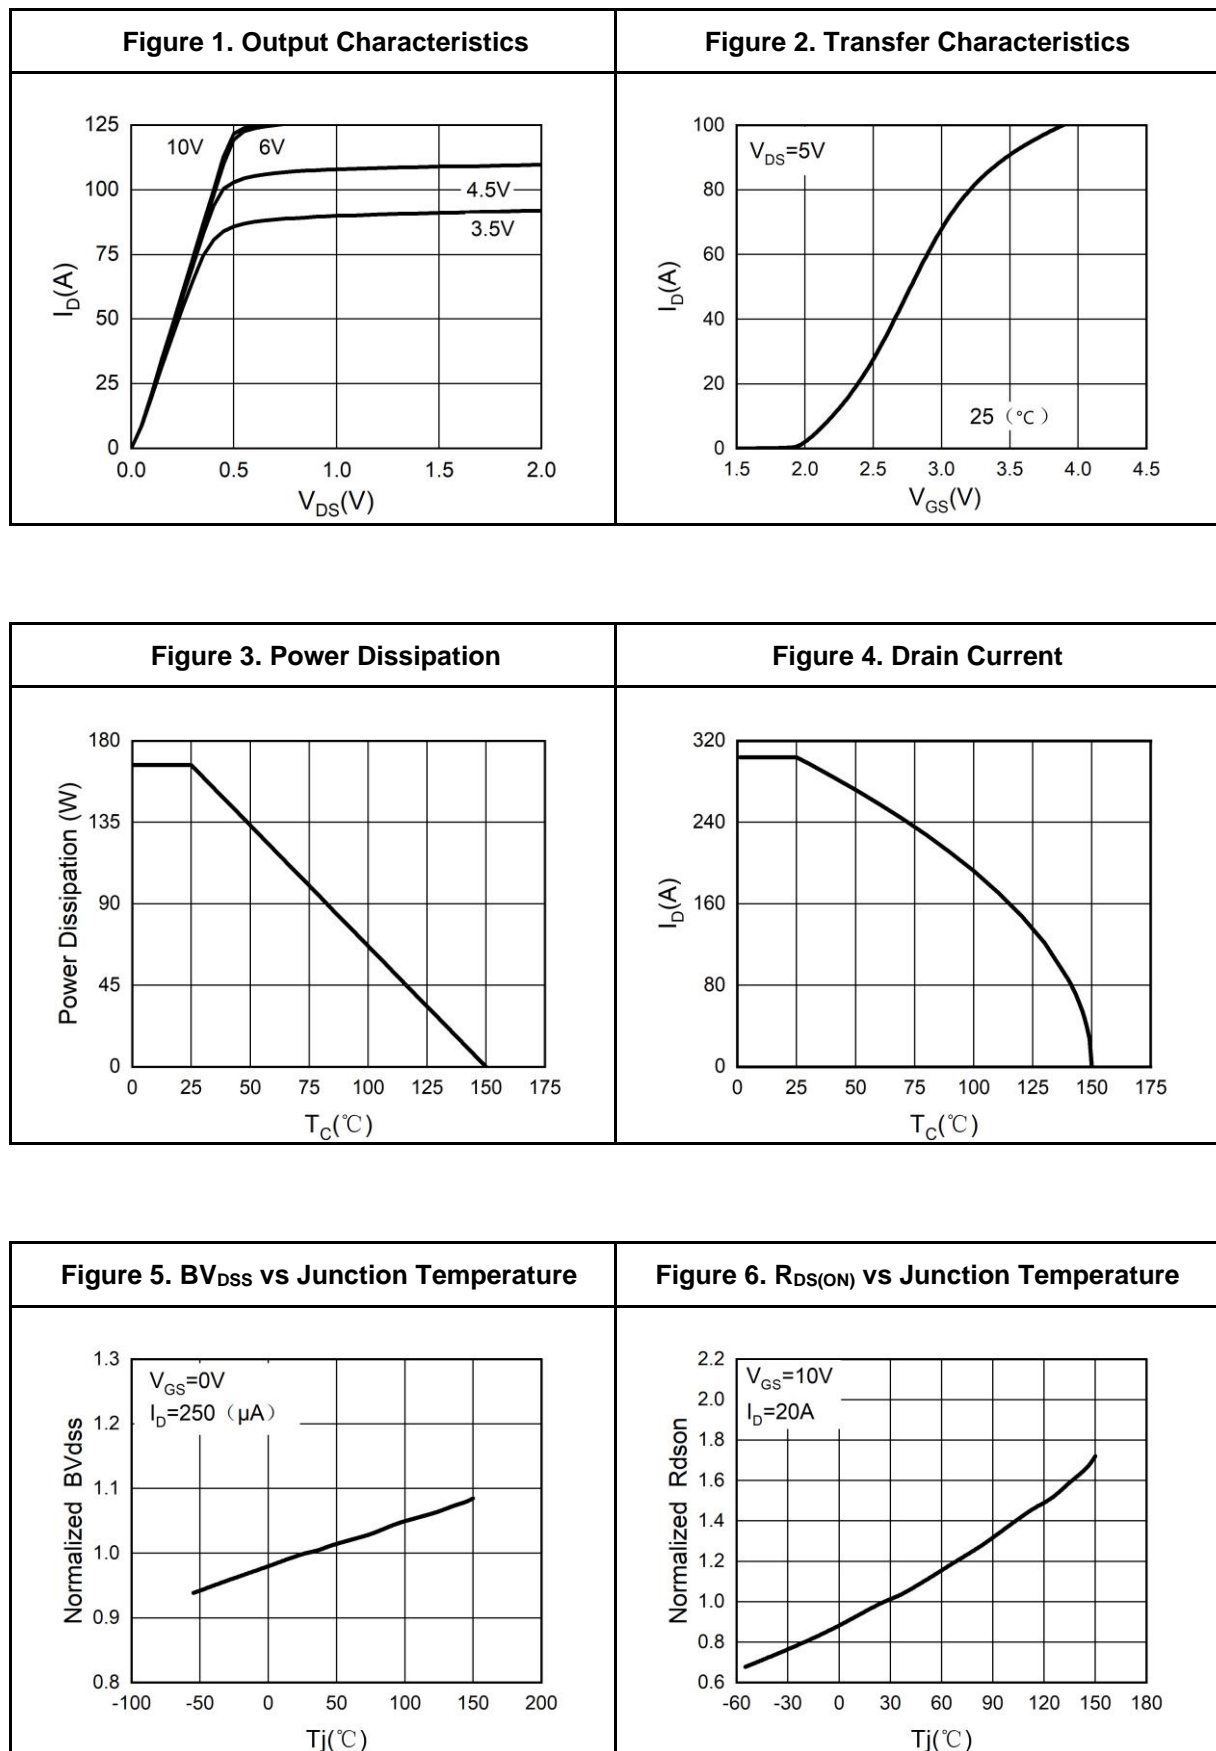 Figure 1. Output Characteristics
Figure 2. Transfer Characteristics
125
100
75
50
25
0
I_D(A)
10V
6V
4.5V
3.5V
0.0 0.5 1.0 1.5 2.0
V_DS(V)
100
80
60
40
20
0
I_D(A)
V_DS=5V
25（℃）
1.5 2.0 2.5 3.0 3.5 4.0 4.5
V_GS(V)
Figure 3. Power Dissipation
Figure 4. Drain Current
180
135
90
45
0
Power Dissipation (W)
0 25 50 75 100 125 150 175
T_C(℃)
320
240
160
80
0
I_D(A)
0 25 50 75 100 125 150 175
T_C(℃)
Figure 5. BV_DSS vs Junction Temperature
Figure 6. R_DS(ON) vs Junction Temperature
1.3
1.2
1.1
1.0
0.9
0.8
Normalized BVdss
V_GS=0V
I_D=250（μA）
-100 -50 0 50 100 150 200
Tj(℃)
2.2
2.0
1.8
1.6
1.4
1.2
1.0
0.8
0.6
Normalized Rdson
V_GS=10V
I_D=20A
-60 -30 0 30 60 90 120 150 180
Tj(℃)